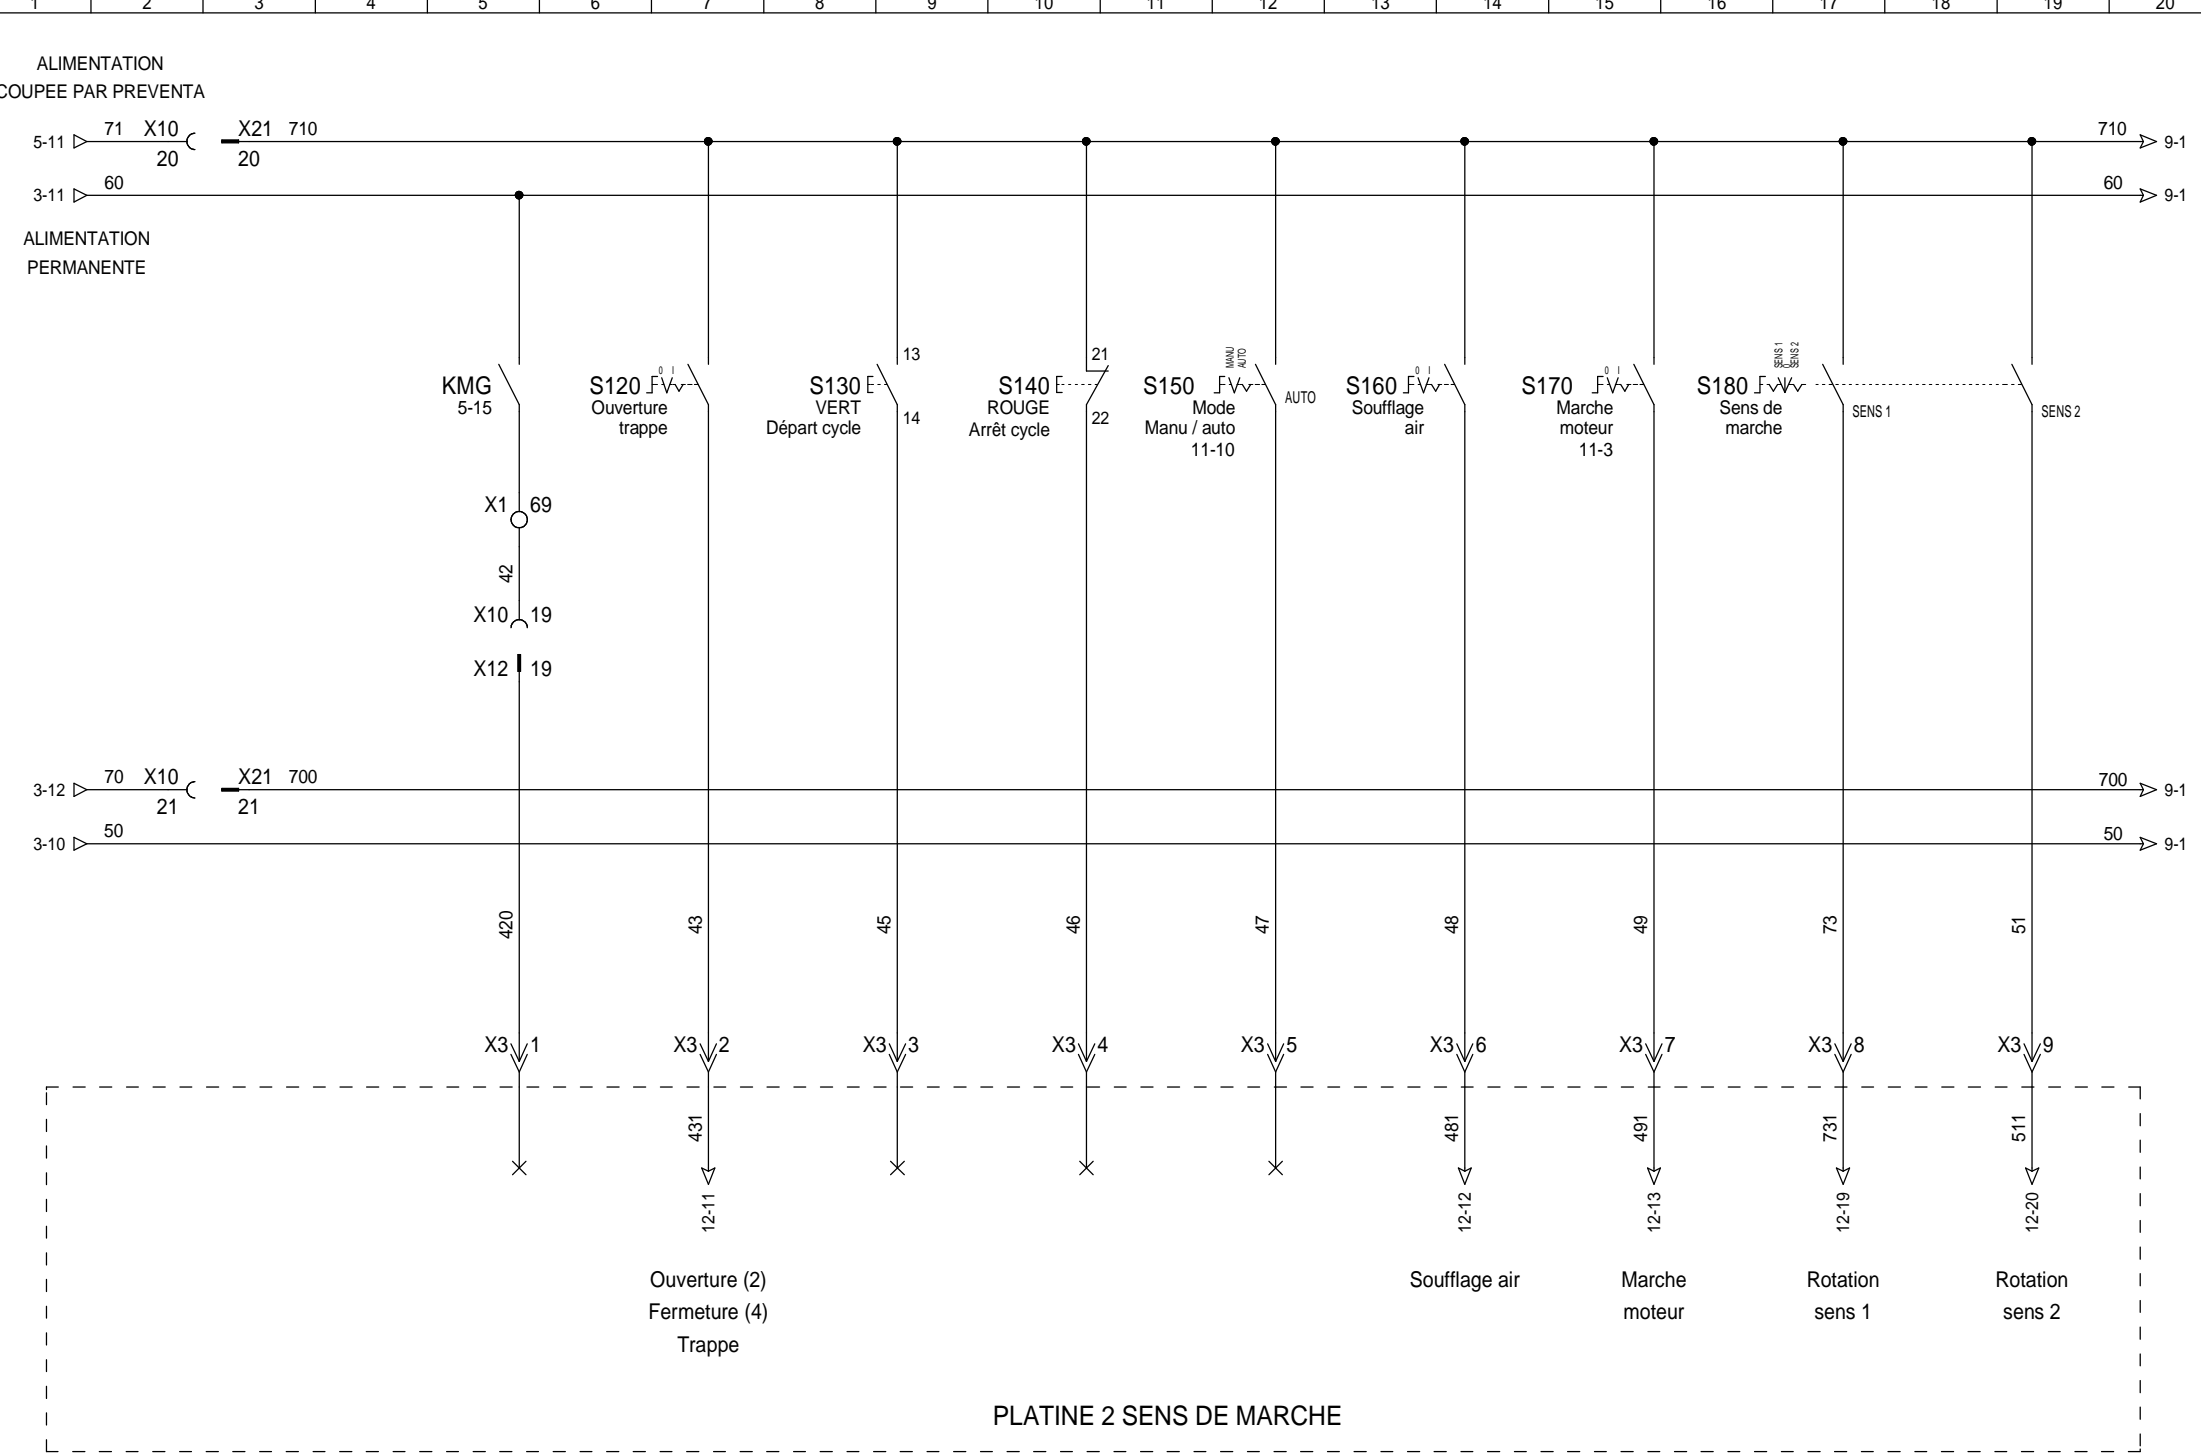 1 2 3 4 5 6 7 8 9 10 11 12 13 14 15 16 17 18 19 20
ALIMENTATION
COUPEE PAR PREVENTA
5-11 71 X10 X21 710 710 9-1
20 20
3-11 60 60 9-1
ALIMENTATION
PERMANENTE
KMG
5-15
S120 0 I
Ouverture
trappe
13
S130
VERT
Départ cycle
14
21
S140
ROUGE
Arrêt cycle
22
MANU
AUTO
S150
Mode
Manu / auto
11-10
AUTO
S160 0 I
Soufflage
air
S170 0 I
Marche
moteur
11-3
SENS 1
0
SENS 2
S180
Sens de
marche
SENS 1
SENS 2
X1 69
42
X10 19
X12 19
3-12 70 X10 X21 700 700 9-1
21 21
3-10 50 50 9-1
420 43 45 46 47 48 49 73 51
X3 1 X3 2 X3 3 X3 4 X3 5 X3 6 X3 7 X3 8 X3 9
431 481 491 731 511
12-11 12-12 12-13 12-19 12-20
Ouverture (2)
Fermeture (4)
Trappe
Soufflage air
Marche
moteur
Rotation
sens 1
Rotation
sens 2
PLATINE 2 SENS DE MARCHE